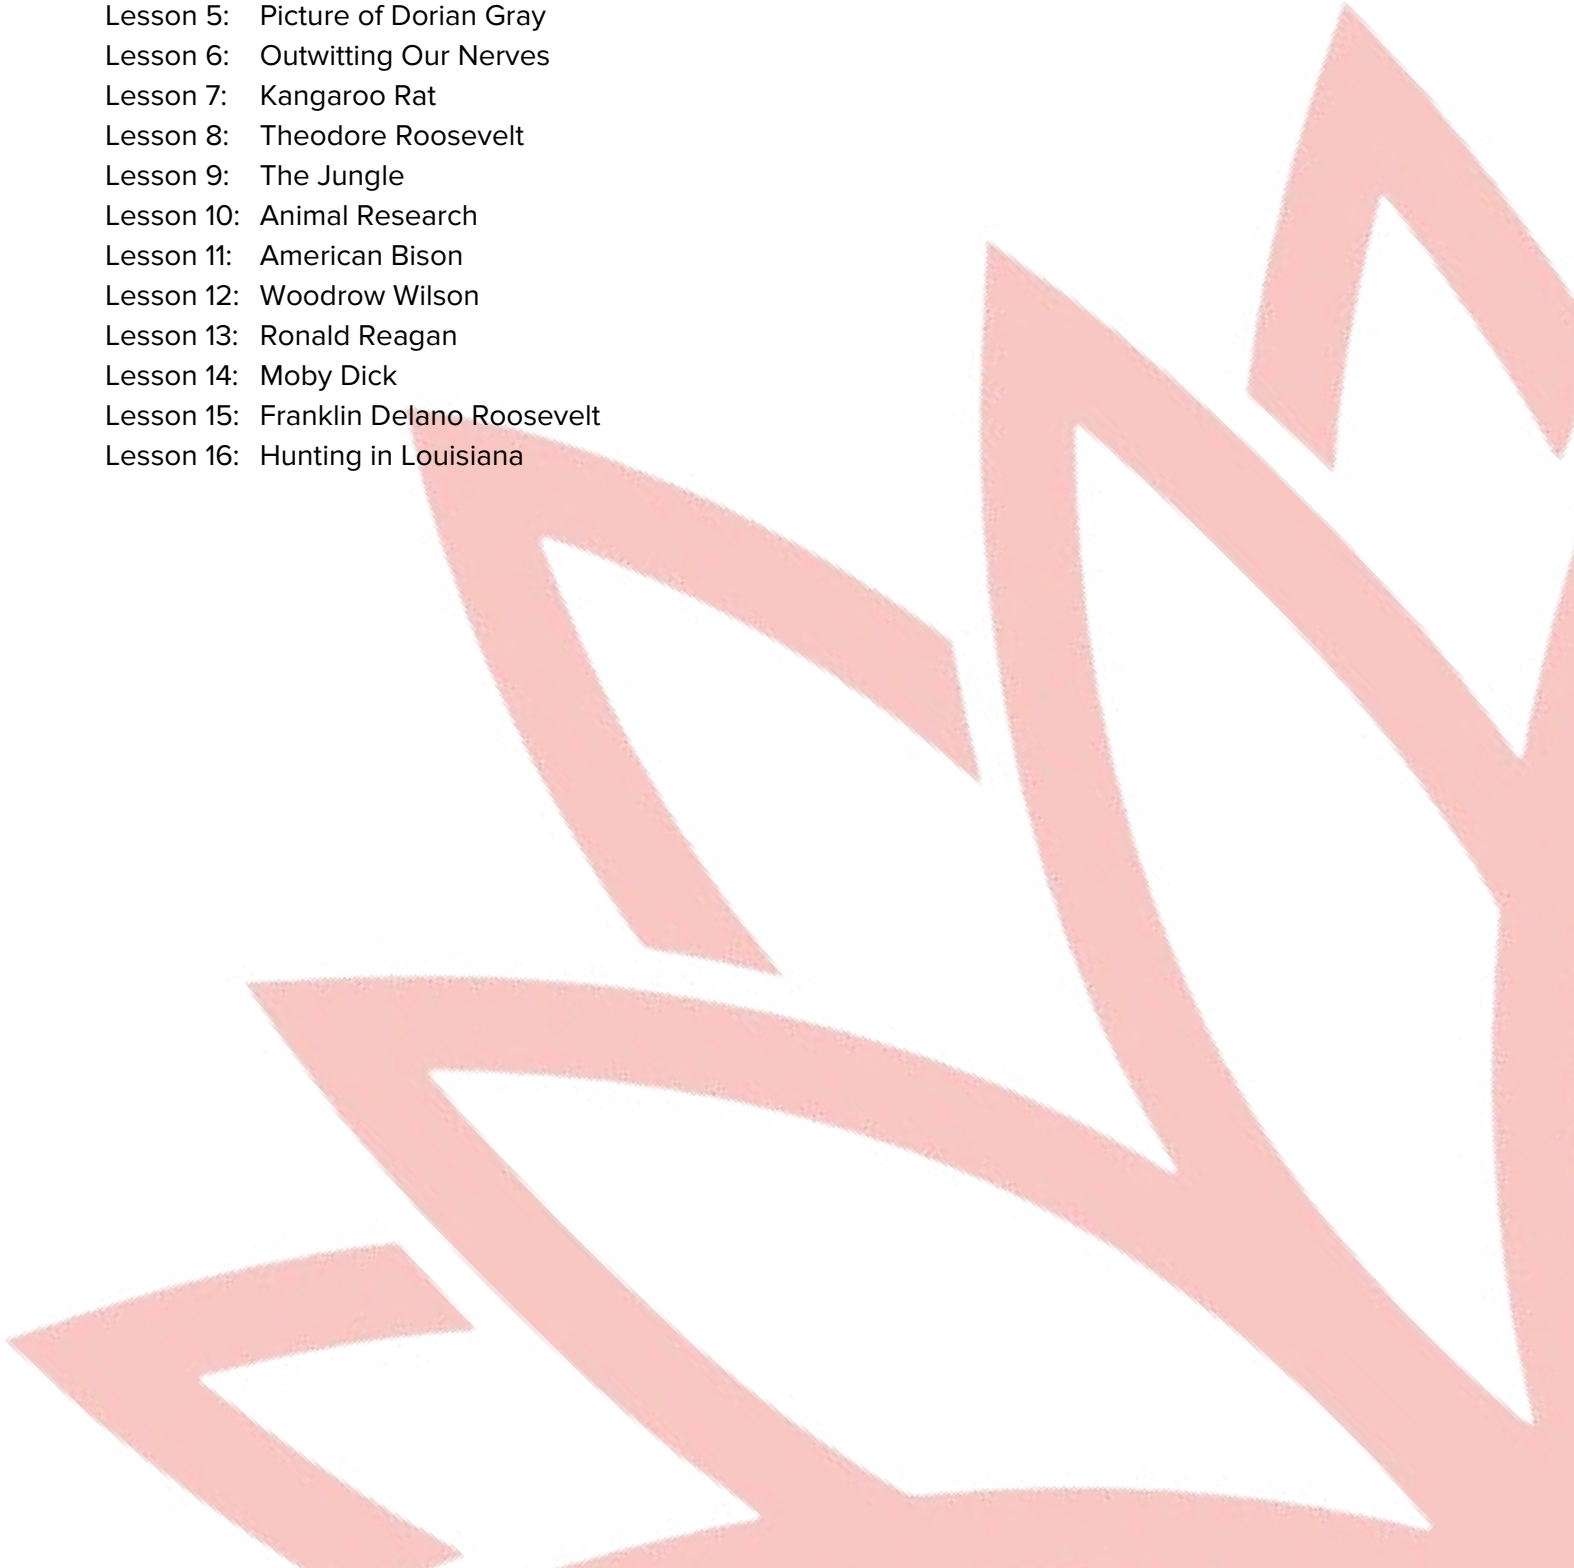 Lesson 5: Picture of Dorian Gray
Lesson 6: Outwitting Our Nerves
Lesson 7: Kangaroo Rat
Lesson 8: Theodore Roosevelt
Lesson 9: The Jungle
Lesson 10: Animal Research
Lesson 11: American Bison
Lesson 12: Woodrow Wilson
Lesson 13: Ronald Reagan
Lesson 14: Moby Dick
Lesson 15: Franklin Delano Roosevelt
Lesson 16: Hunting in Louisiana